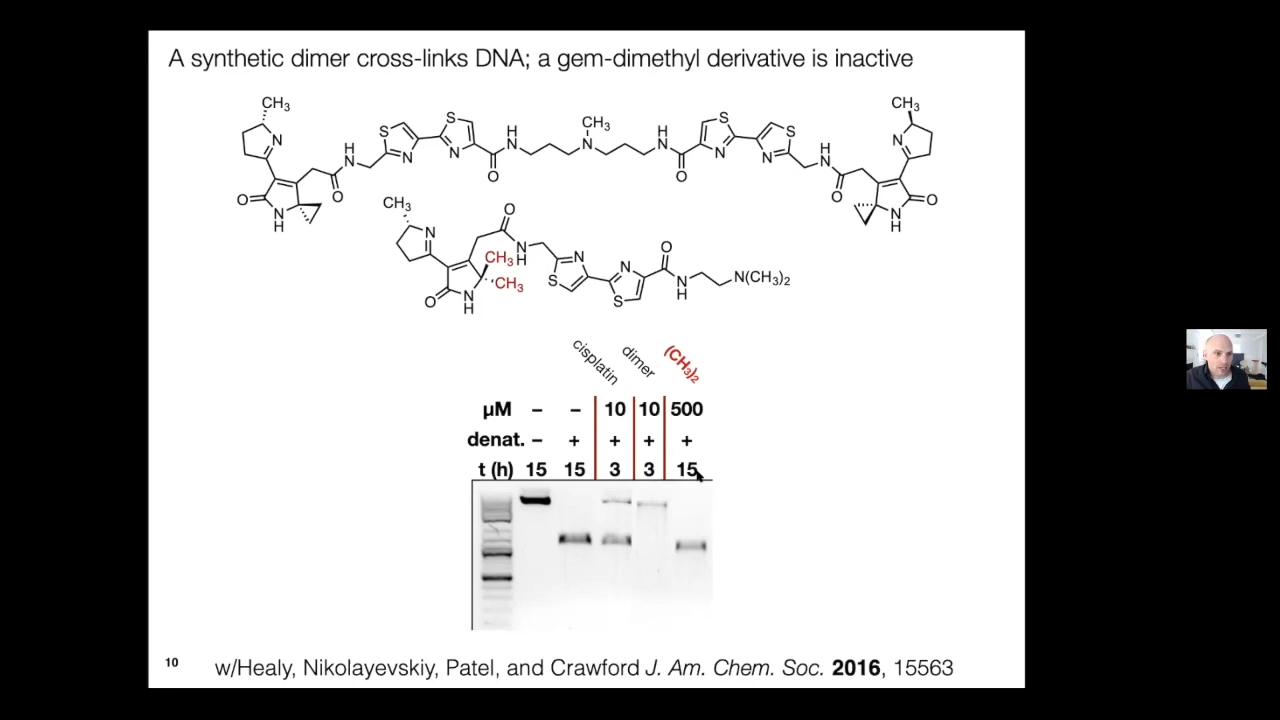 A synthetic dimer cross-links DNA; a gem-dimethyl derivative is inactive
CH₃ CH₃
N S S H CH₃ H S S N
H N N N N N N N N H
N O O N
O O O O
N H N H
CH₃ O O
N N H CH₃ N N N H N(CH₃)₂
O N H CH₃ S S
cisplatin dimer (CH₃)₂
µM – – 10 10 500
denat. – + + + +
t (h) 15 15 3 3 15
10 w/Healy, Nikolayevskiy, Patel, and Crawford J. Am. Chem. Soc. 2016, 15563